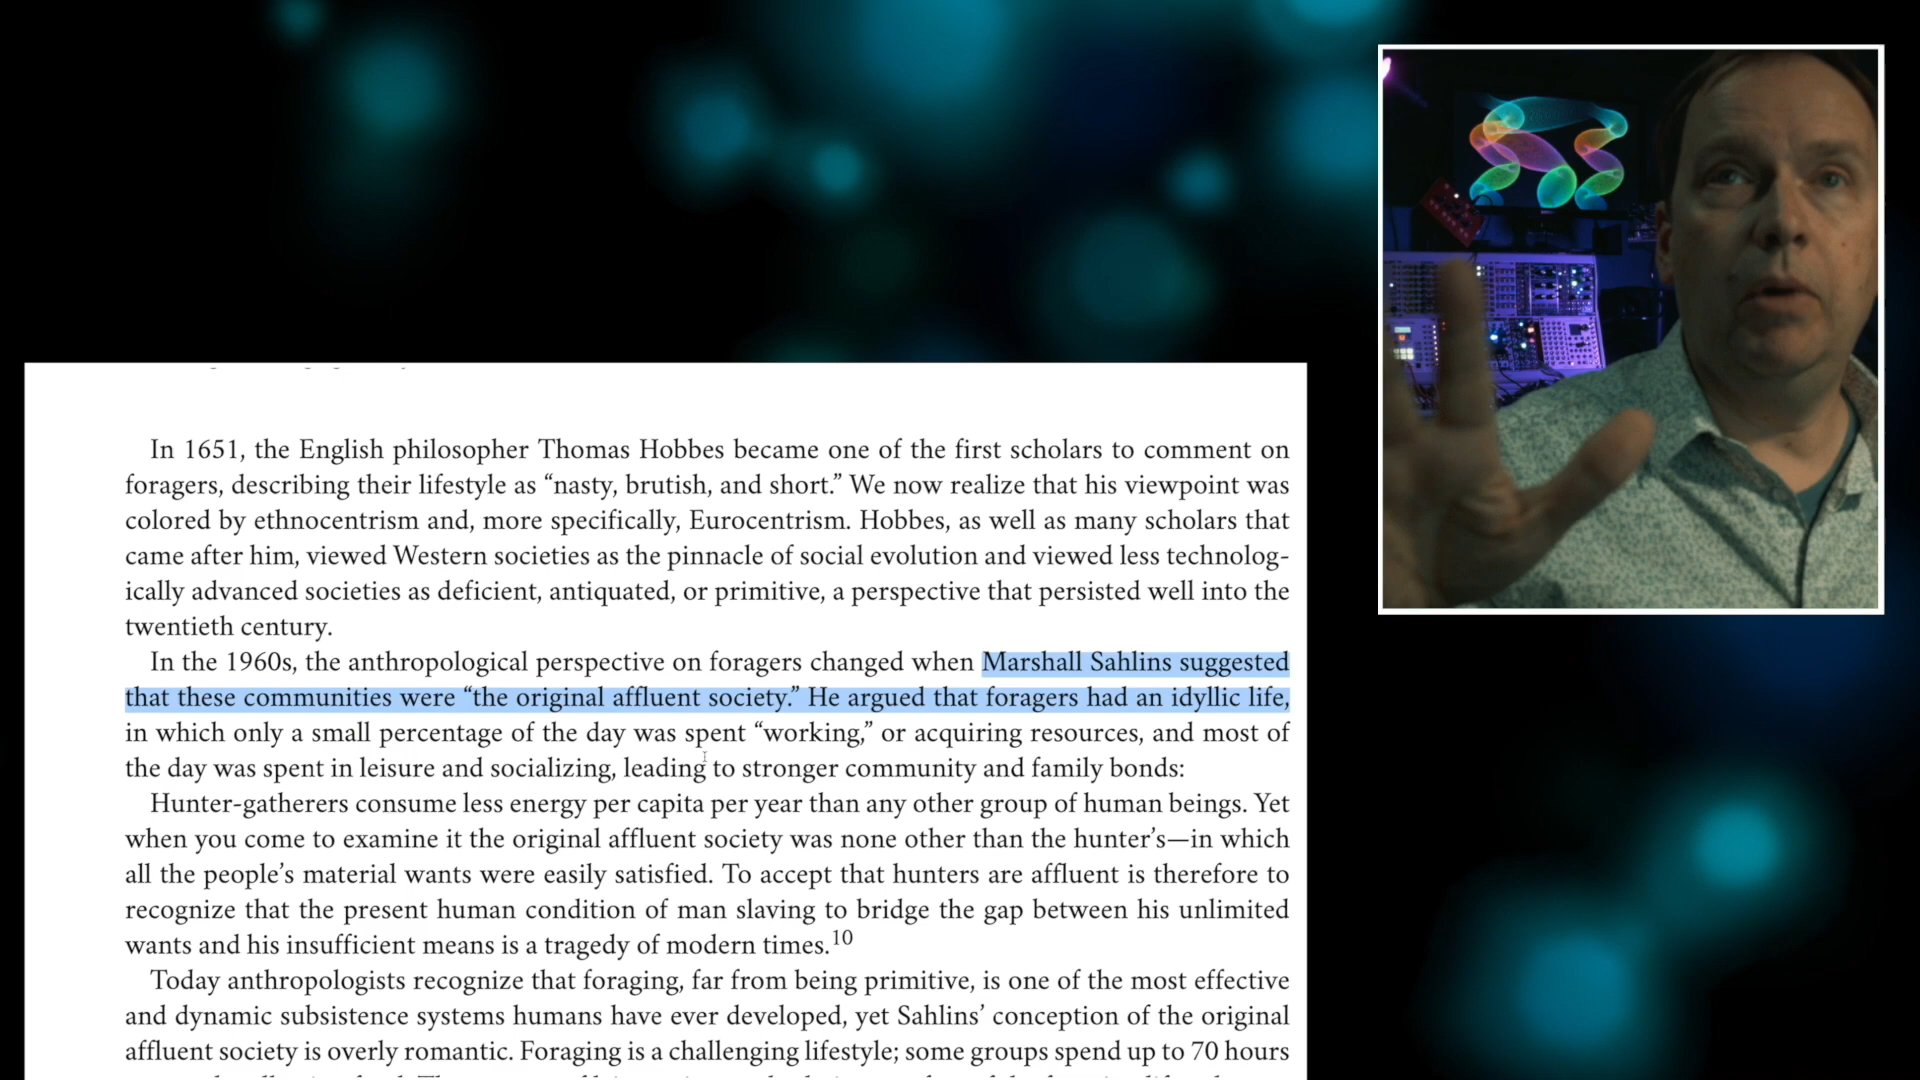 In 1651, the English philosopher Thomas Hobbes became one of the first scholars to comment on
foragers, describing their lifestyle as “nasty, brutish, and short.” We now realize that his viewpoint was
colored by ethnocentrism and, more specifically, Eurocentrism. Hobbes, as well as many scholars that
came after him, viewed Western societies as the pinnacle of social evolution and viewed less technolog-
ically advanced societies as deficient, antiquated, or primitive, a perspective that persisted well into the
twentieth century.
In the 1960s, the anthropological perspective on foragers changed when Marshall Sahlins suggested
that these communities were “the original affluent society.” He argued that foragers had an idyllic life,
in which only a small percentage of the day was spent “working,” or acquiring resources, and most of
the day was spent in leisure and socializing, leading to stronger community and family bonds:
Hunter-gatherers consume less energy per capita per year than any other group of human beings. Yet
when you come to examine it the original affluent society was none other than the hunter’s—in which
all the people’s material wants were easily satisfied. To accept that hunters are affluent is therefore to
recognize that the present human condition of man slaving to bridge the gap between his unlimited
wants and his insufficient means is a tragedy of modern times.10
Today anthropologists recognize that foraging, far from being primitive, is one of the most effective
and dynamic subsistence systems humans have ever developed, yet Sahlins’ conception of the original
affluent society is overly romantic. Foraging is a challenging lifestyle; some groups spend up to 70 hours